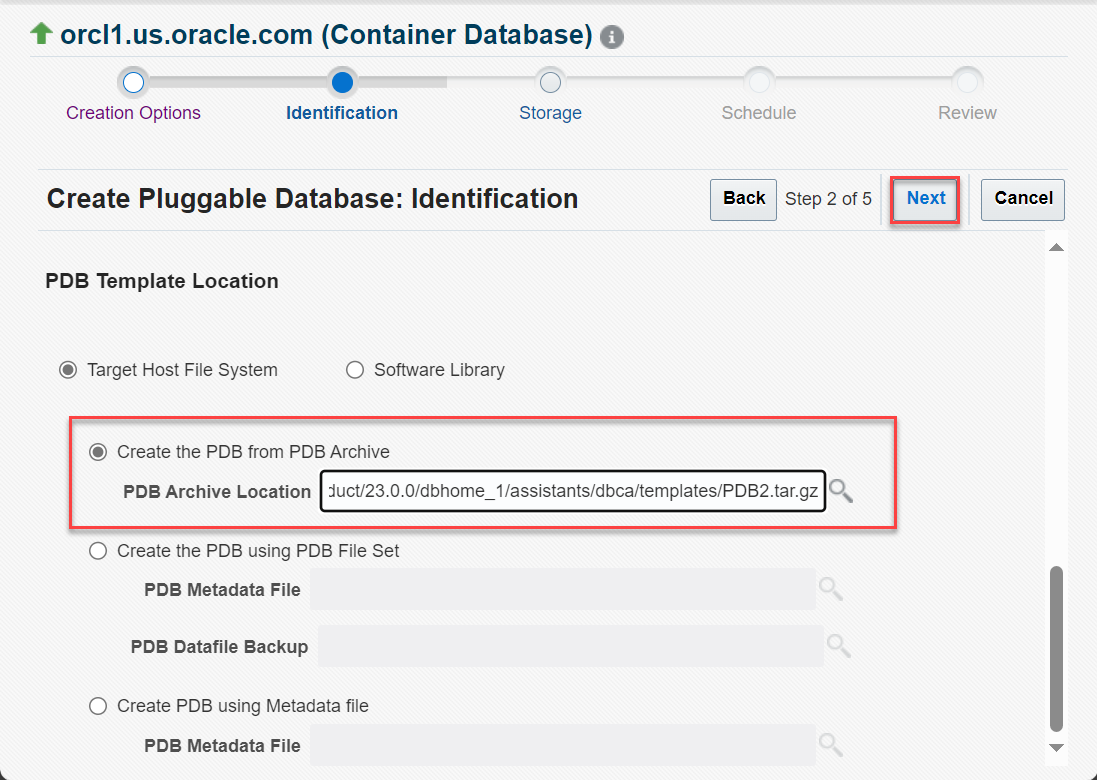 orcl1.us.oracle.com (Container Database)
Creation Options Identification Storage Schedule Review
Create Pluggable Database: Identification Back Step 2 of 5 Next Cancel
PDB Template Location
Target Host File System Software Library
Create the PDB from PDB Archive
PDB Archive Location duct/23.0.0/dbhome_1/assistants/dbca/templates/PDB2.tar.gz
Create the PDB using PDB File Set
PDB Metadata File
PDB Datafile Backup
Create PDB using Metadata file
PDB Metadata File